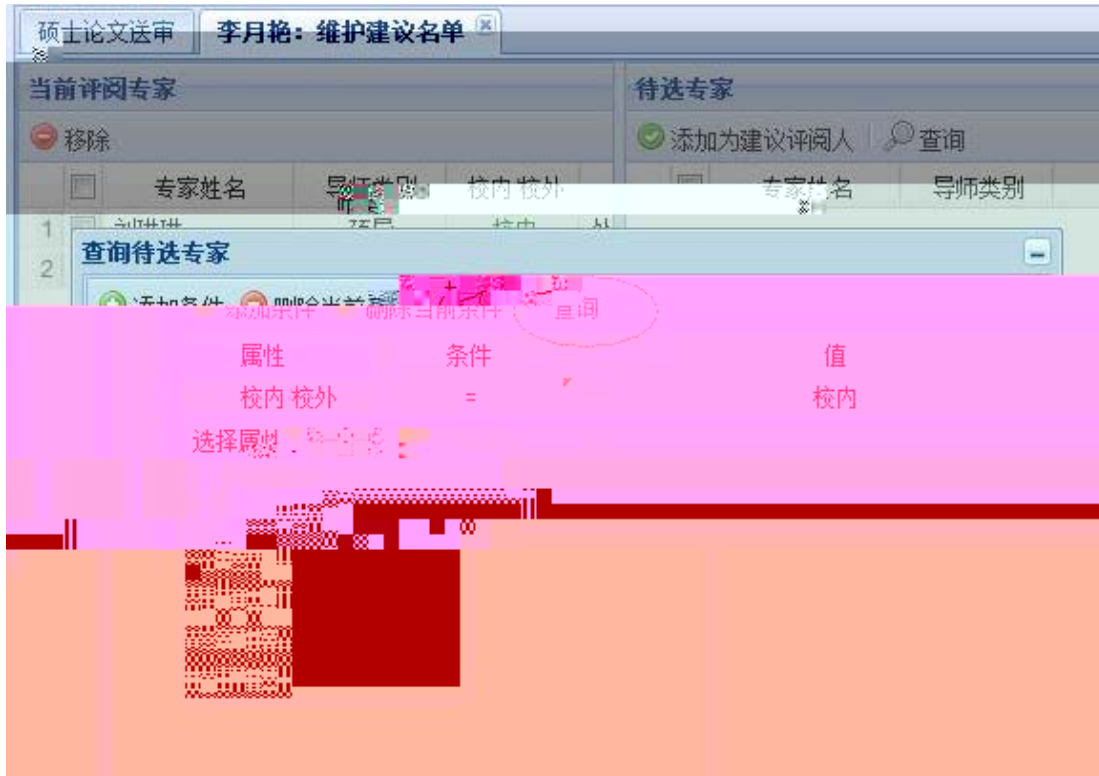 硕士论文送审 李月艳：维护建议名单
当前评阅专家 待选专家
移除 添加为建议评阅人 查询
专家姓名 导师类别 校内 校外 专家姓名 导师类别
1
2 查询待选专家
添加条件 删除当前条件 查询
属性 条件 值
校内 校外 = 校内
选择属性